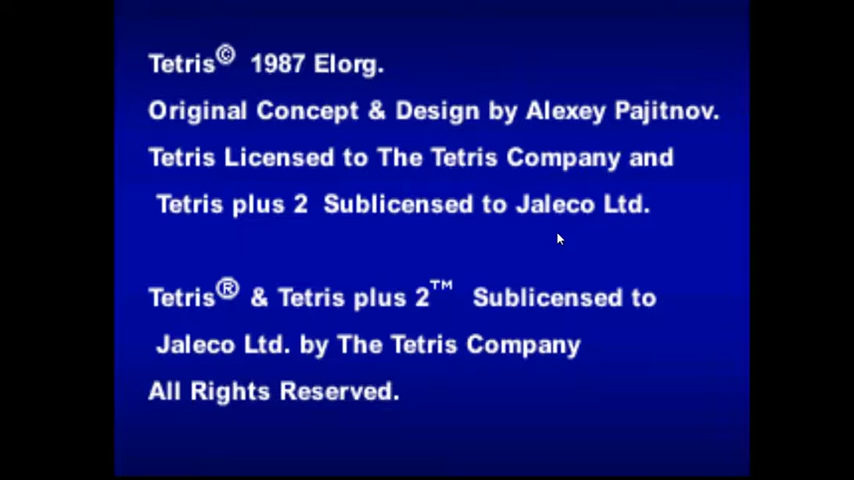 Tetris© 1987 Elorg.
Original Concept & Design by Alexey Pajitnov.
Tetris Licensed to The Tetris Company and
Tetris plus 2 Sublicensed to Jaleco Ltd.
Tetris® & Tetris plus 2™ Sublicensed to
Jaleco Ltd. by The Tetris Company
All Rights Reserved.